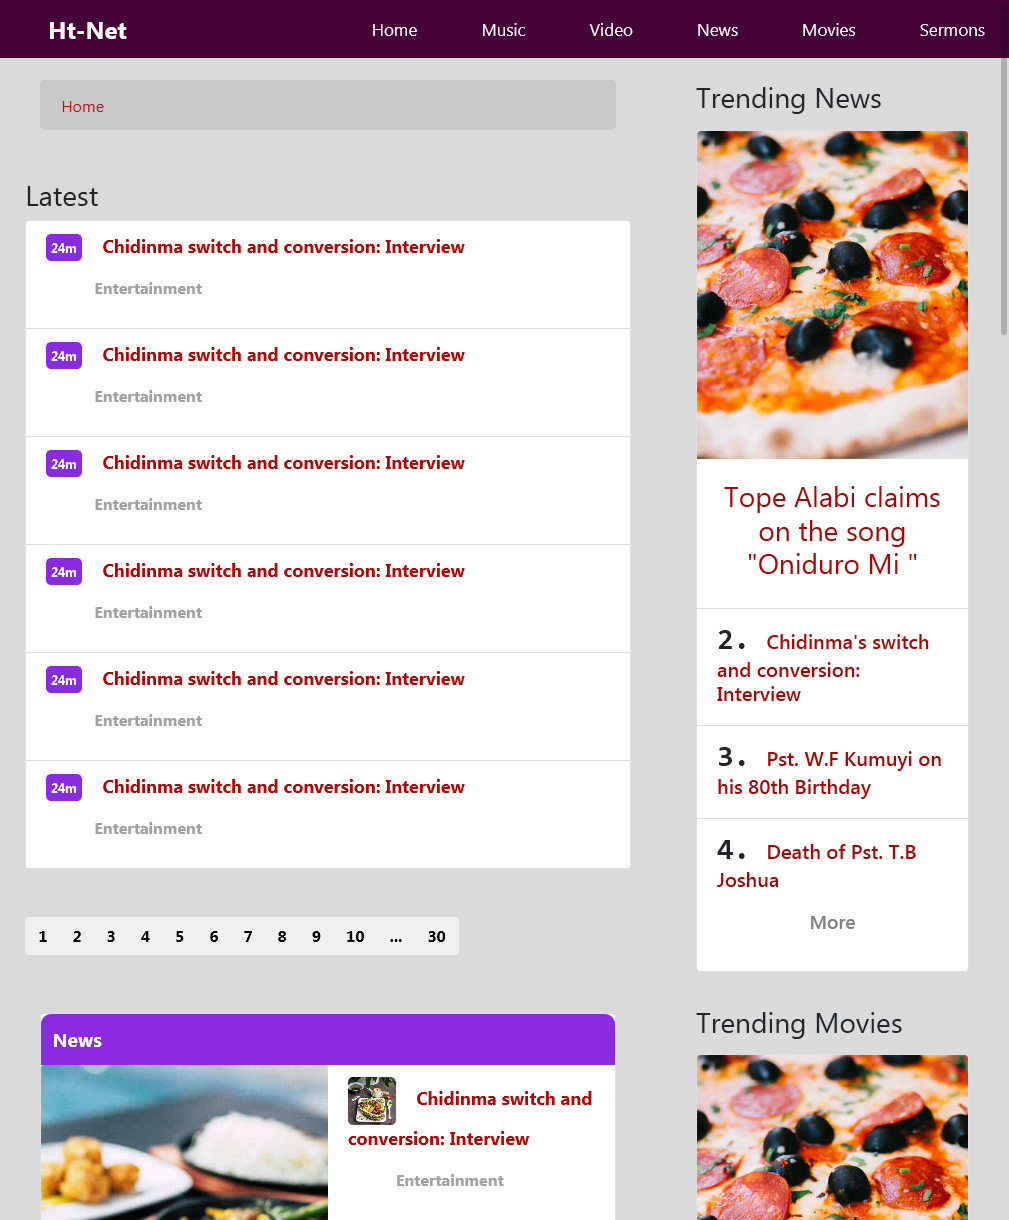 Ht-Net
Home
Music
Video
News
Movies
Sermons
Home
Latest
24m Chidinma switch and conversion: Interview
Entertainment
24m Chidinma switch and conversion: Interview
Entertainment
24m Chidinma switch and conversion: Interview
Entertainment
24m Chidinma switch and conversion: Interview
Entertainment
24m Chidinma switch and conversion: Interview
Entertainment
24m Chidinma switch and conversion: Interview
Entertainment
1 2 3 4 5 6 7 8 9 10 ... 30
News
Chidinma switch and
conversion: Interview
Entertainment
Trending News
Tope Alabi claims
on the song
"Oniduro Mi "
2. Chidinma's switch
and conversion:
Interview
3. Pst. W.F Kumuyi on
his 80th Birthday
4. Death of Pst. T.B
Joshua
More
Trending Movies